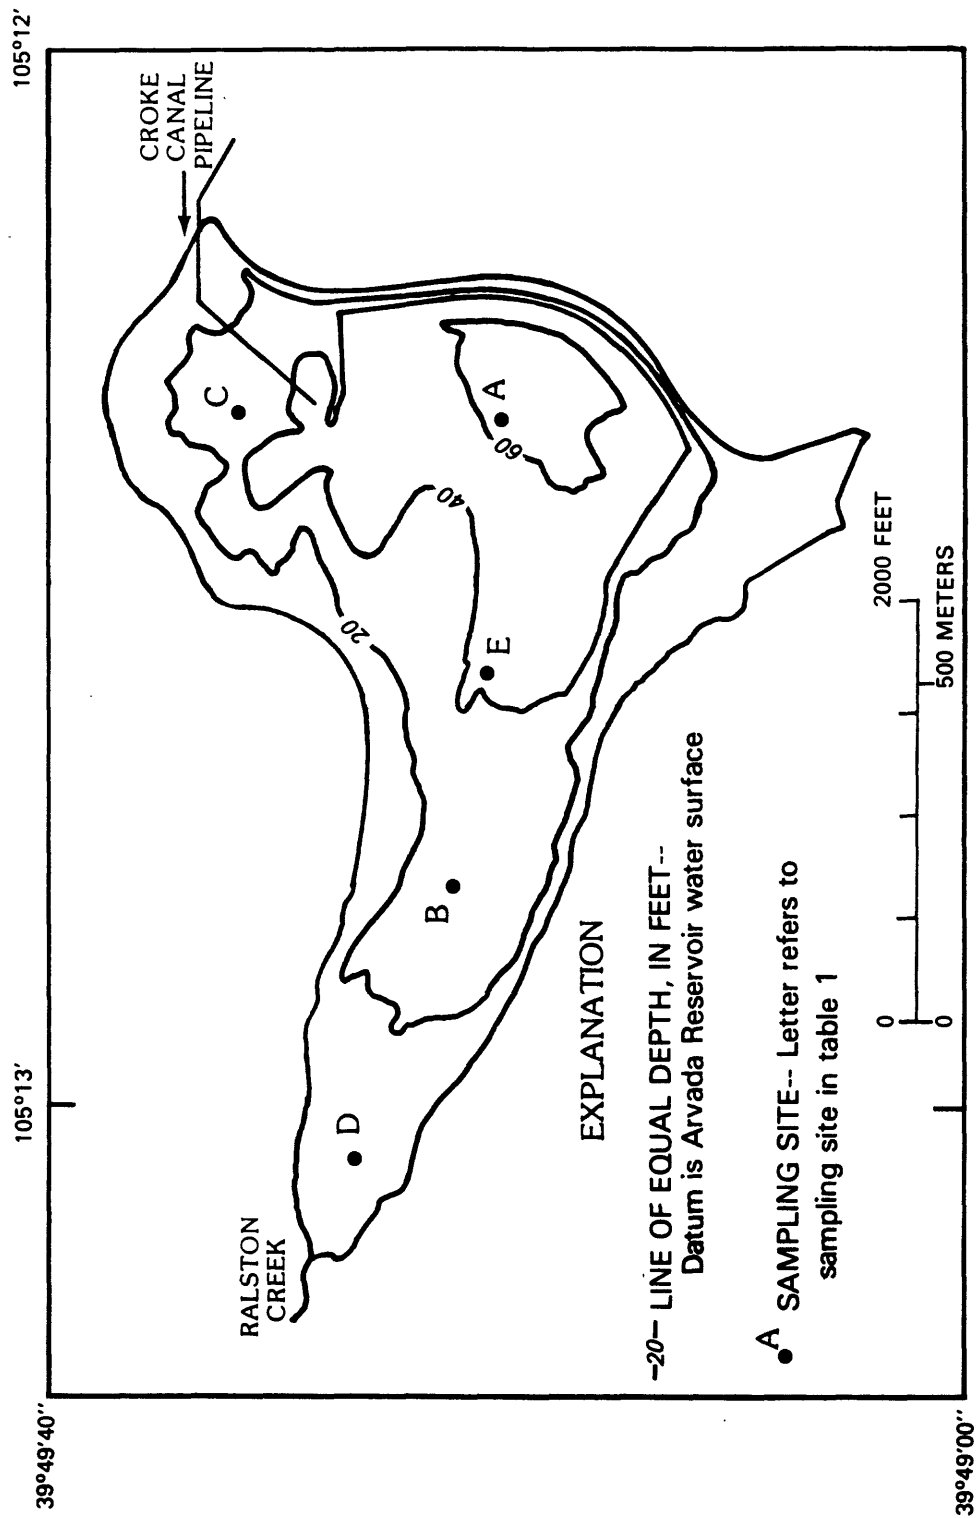 39°49'40"
105°13'
105°12'
CROKE
CANAL
PIPELINE
RALSTON
CREEK
C
A
60
40
20
E
B
D
EXPLANATION
—20— LINE OF EQUAL DEPTH, IN FEET--
Datum is Arvada Reservoir water surface
A SAMPLING SITE-- Letter refers to
sampling site in table 1
0 2000 FEET
0 500 METERS
39°49'00"